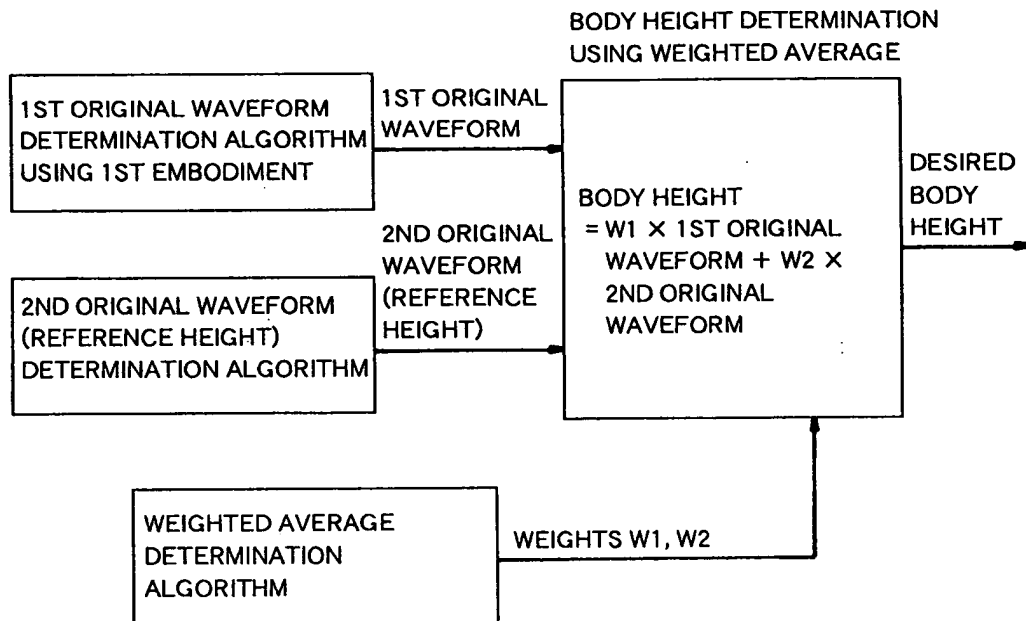 BODY HEIGHT DETERMINATION
USING WEIGHTED AVERAGE
1ST ORIGINAL WAVEFORM
DETERMINATION ALGORITHM
USING 1ST EMBODIMENT
1ST ORIGINAL
WAVEFORM
2ND ORIGINAL WAVEFORM
(REFERENCE HEIGHT)
DETERMINATION ALGORITHM
2ND ORIGINAL
WAVEFORM
(REFERENCE
HEIGHT)
BODY HEIGHT
= W1 × 1ST ORIGINAL
WAVEFORM + W2 ×
2ND ORIGINAL
WAVEFORM
DESIRED
BODY
HEIGHT
WEIGHTED AVERAGE
DETERMINATION
ALGORITHM
WEIGHTS W1, W2